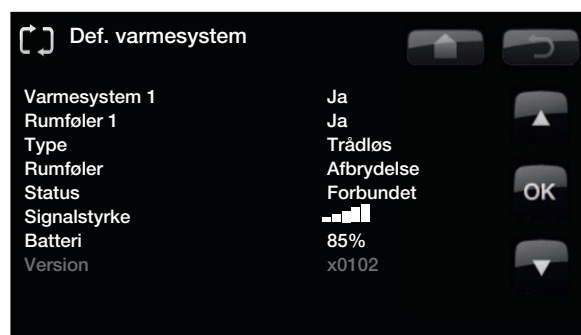 Def. varmesystem
Varmesystem 1 Ja
Rumføler 1 Ja
Type Trådløs
Rumføler Afbrydelse
Status Forbundet
OK
Signalstyrke
Batteri 85%
Version x0102